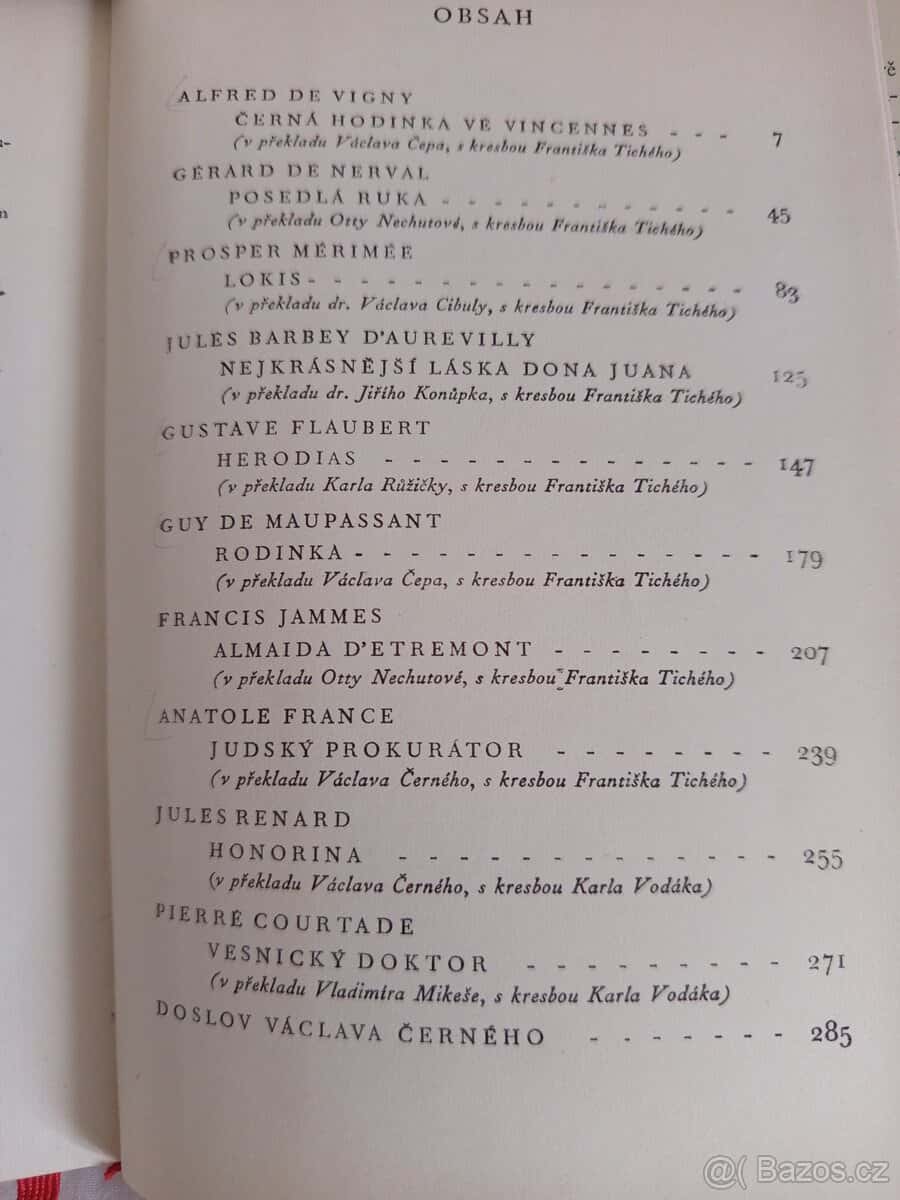 OBSAH
ALFRED DE VIGNY
ČERNÁ HODINKA VE VINCENNES - - - 7
(v překladu Václava Čepa, s kresbou Františka Tichého)
GÉRARD DE NERVAL
POSEDLÁ RUKA - - - - - - - - - - - - 45
(v překladu Otty Nechutové, s kresbou Františka Tichého)
PROSPER MÉRIMÉE
LOKIS - - - - - - - - - - - - - - - - - 83
(v překladu dr. Václava Cibuly, s kresbou Františka Tichého)
JULES BARBEY D'AUREVILLY
NEJKRÁSNĚJŠÍ LÁSKA DONA JUANA 125
(v překladu dr. Jiřího Konůpka, s kresbou Františka Tichého)
GUSTAVE FLAUBERT
HERODIAS - - - - - - - - - - - - - - 147
(v překladu Karla Růžičky, s kresbou Františka Tichého)
GUY DE MAUPASSANT
RODINKA - - - - - - - - - - - - - - - 179
(v překladu Václava Čepa, s kresbou Františka Tichého)
FRANCIS JAMMES
ALMAIDA D'ETREMONT - - - - - - - - 207
(v překladu Otty Nechutové, s kresbou Františka Tichého)
ANATOLE FRANCE
JUDSKÝ PROKURÁTOR - - - - - - - - 239
(v překladu Václava Černého, s kresbou Františka Tichého)
JULES RENARD
HONORINA - - - - - - - - - - - - - - 255
(v překladu Václava Černého, s kresbou Karla Vodáka)
PIERRE COURTADE
VESNICKÝ DOKTOR - - - - - - - - - 271
(v překladu Vladimíra Mikeše, s kresbou Karla Vodáka)
DOSLOV VÁCLAVA ČERNÉHO - - - - - - - 285
@( Bazos.cz